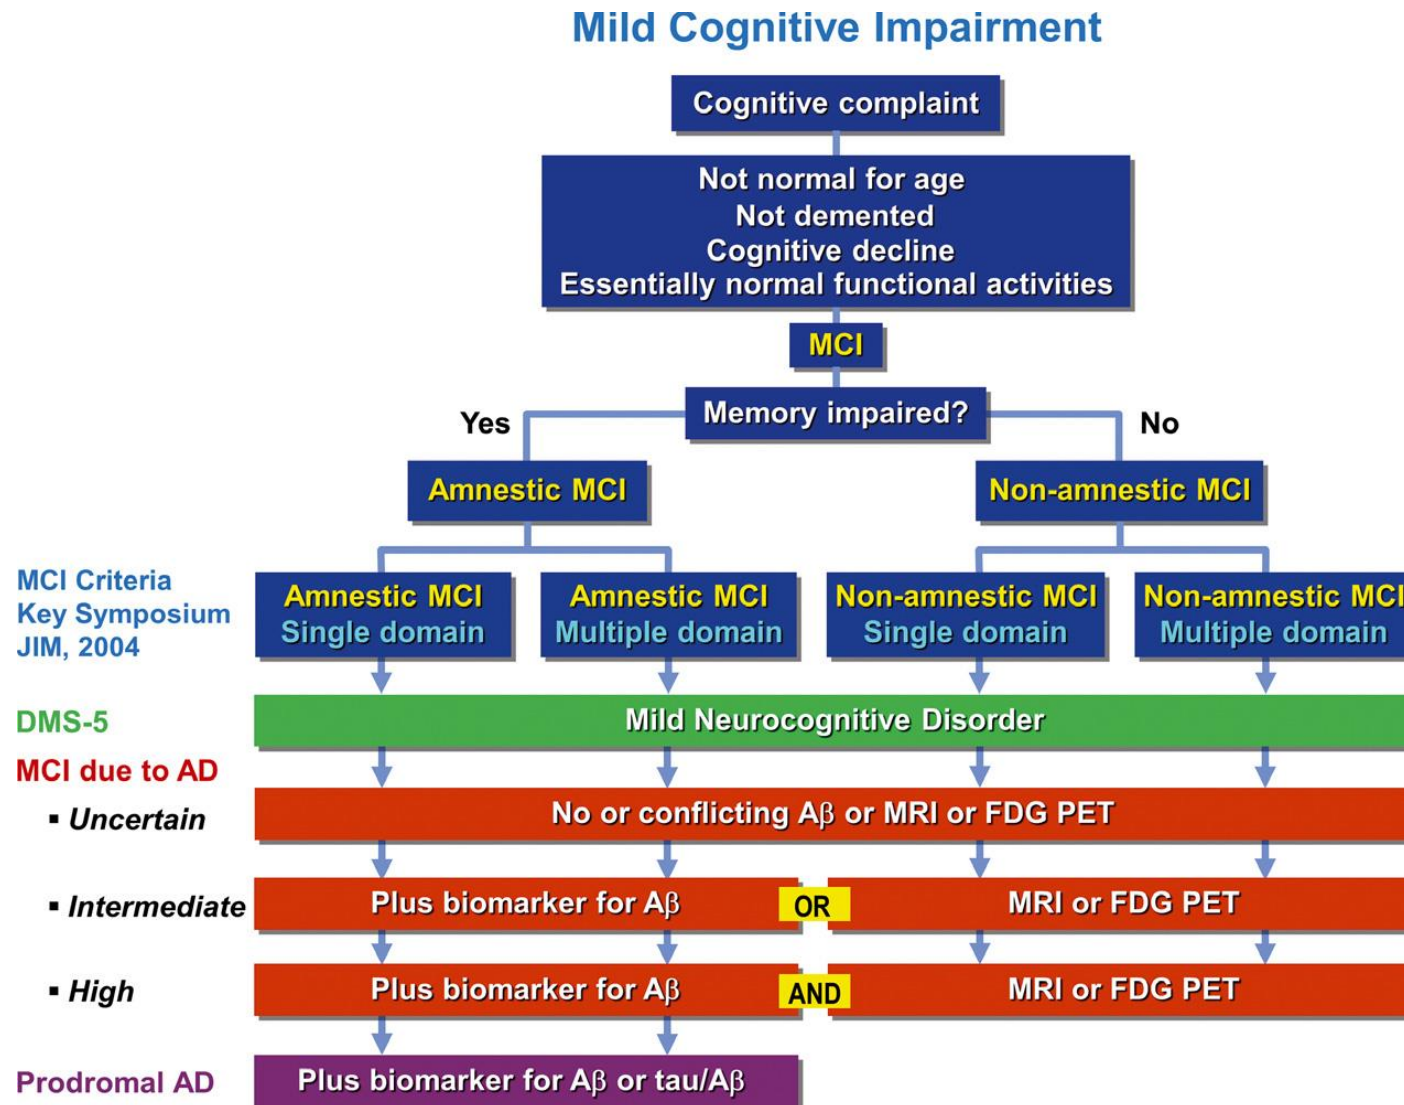 Mild Cognitive Impairment
Cognitive complaint
Not normal for age
Not demented
Cognitive decline
Essentially normal functional activities
MCI
Memory impaired?
Yes
No
Amnestic MCI
Non-amnestic MCI
MCI Criteria
Key Symposium
JIM, 2004
Amnestic MCI
Single domain
Amnestic MCI
Multiple domain
Non-amnestic MCI
Single domain
Non-amnestic MCI
Multiple domain
DMS-5
Mild Neurocognitive Disorder
MCI due to AD
▪ Uncertain
No or conflicting Aβ or MRI or FDG PET
▪ Intermediate
Plus biomarker for Aβ
OR
MRI or FDG PET
▪ High
Plus biomarker for Aβ
AND
MRI or FDG PET
Prodromal AD
Plus biomarker for Aβ or tau/Aβ